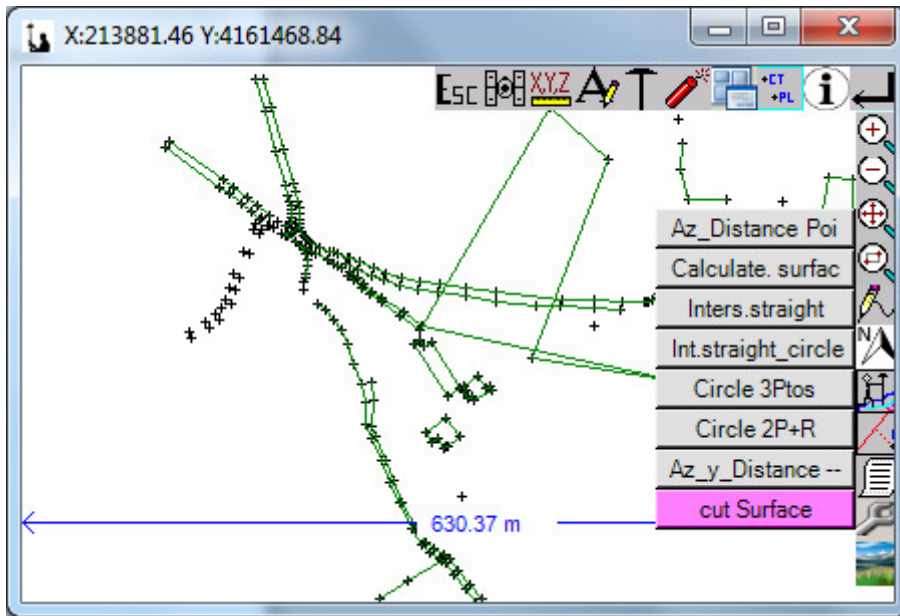 X:213881.46 Y:4161468.84
Esc X,Y,Z A T +CT
+PL i
N
Az_Distance Poi
Calculate. surfac
Inters.straight
Int.straight_circle
Circle 3Ptos
Circle 2P+R
Az_y_Distance --
cut Surface
630.37 m